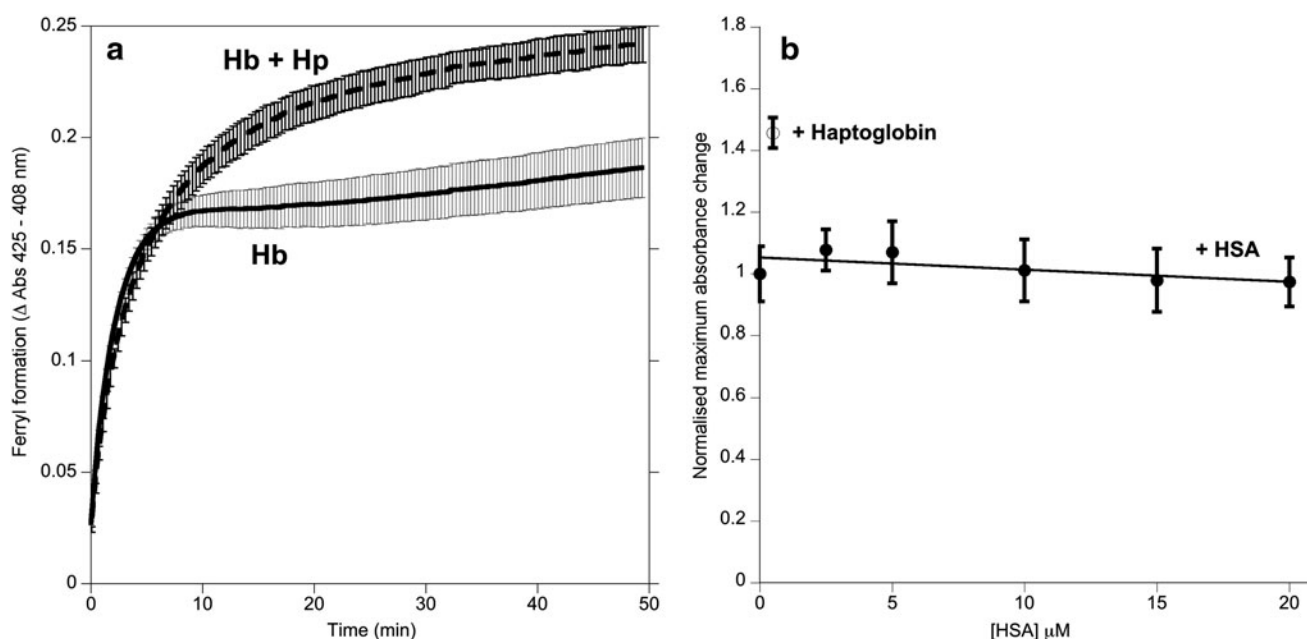 a
Hb + Hp
Hb
Ferryl formation (Δ Abs 425 - 408 nm)
0.25
0.2
0.15
0.1
0.05
0
0 10 20 30 40 50
Time (min)
b
+ Haptoglobin
+ HSA
Normalised maximum absorbance change
1.8
1.6
1.4
1.2
1
0.8
0.6
0.4
0.2
0
0 5 10 15 20
[HSA] μM